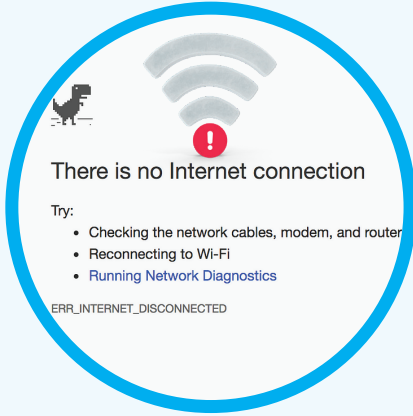 There is no Internet connection
Try:
• Checking the network cables, modem, and router
• Reconnecting to Wi-Fi
• Running Network Diagnostics
ERR_INTERNET_DISCONNECTED